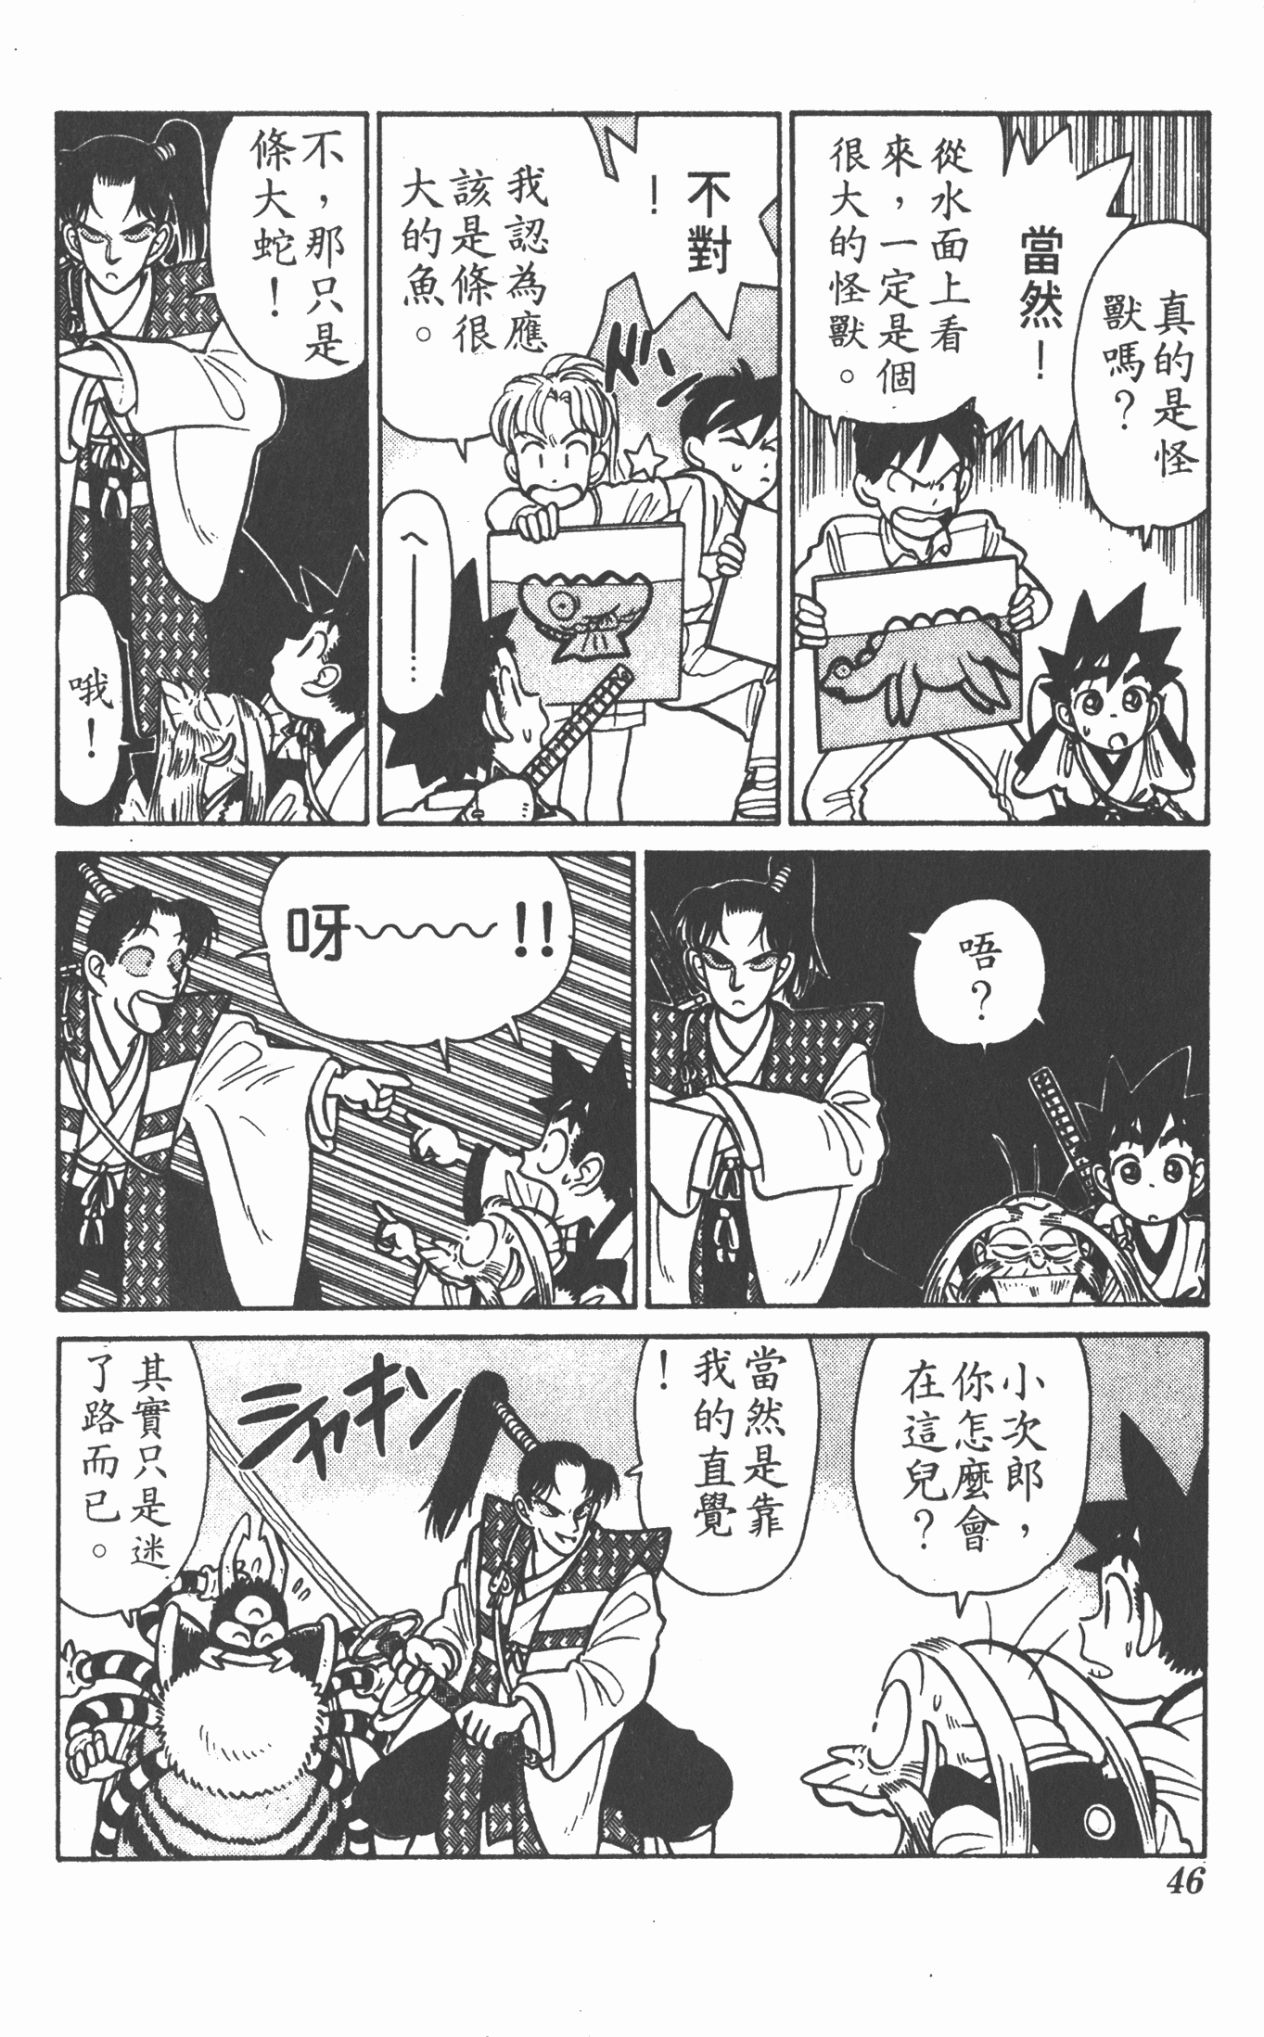 真的是怪
獸嗎？
當然！
從水面上看
來，一定是個
很大的怪獸。
不對
！
ドン
我認為應
該是條很
大的魚。
へ————……
不，那只是
條大蛇！
哦！
唔？
呀~~~~~!!
小次郎，
你怎麼會
在這兒？
當然是靠
我的直覺
！
シャキン
其實只是迷
了路而已。
46